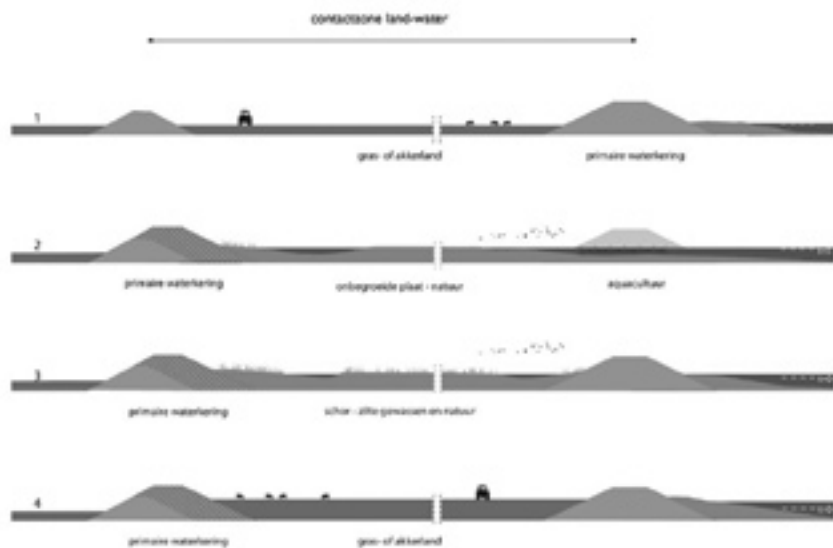 contactzone land-water
1
gras- of akkerland
primaire waterkering
2
primaire waterkering
onbegroeide plaat - natuur
aquacultuur
3
primaire waterkering
schor - zilte gewassen en natuur
4
primaire waterkering
gras- of akkerland